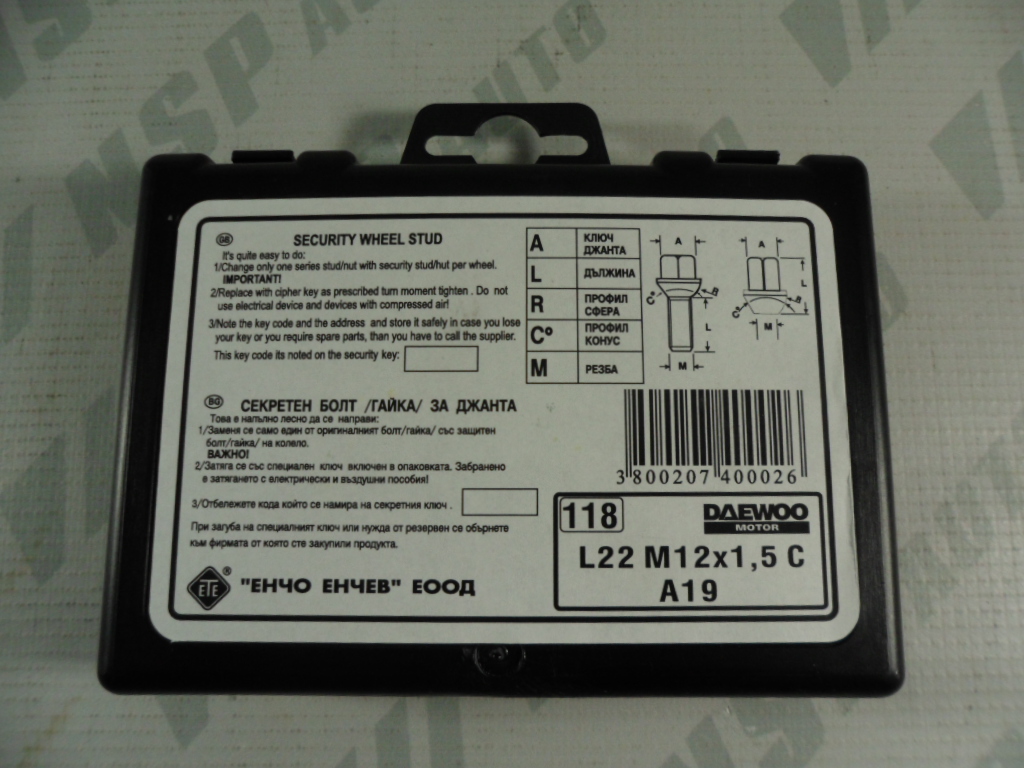 GB SECURITY WHEEL STUD
It's quite easy to do:
1/Change only one series stud/nut with security stud/hut per wheel.
IMPORTANT!
2/Replace with cipher key as prescribed turn moment tighten . Do not
use electrical device and devices with compressed air!
3/Note the key code and the address and store it safely in case you lose
your key or you require spare parts, than you have to call the supplier.
This key code its noted on the security key:
A КЛЮЧ ДЖАНТА
L ДЪЛЖИНА
R ПРОФИЛ СФЕРА
C° ПРОФИЛ КОНУС
M РЕЗБА
A
C°
B
L
M
A
L
C°
B
M
BG СЕКРЕТЕН БОЛТ /ГАЙКА/ ЗА ДЖАНТА
Това е напълно лесно да се направи:
1/Заменя се само един от оригиналният болт/гайка/ със защитен
болт/гайка/ на колело.
ВАЖНО!
2/Затяга се със специален ключ включен в опаковката. Забранено
е затягането с електрически и въздушни пособия!
3/Отбележете кода който се намира на секретния ключ .
При загуба на специалният ключ или нужда от резервен се обърнете
към фирмата от която сте закупили продукта.
ETE ® "ЕНЧО ЕНЧЕВ" ЕООД
3 800207 400026
118 DAEWOO
MOTOR
L22 M12x1,5 C
A19
NSP АУТО